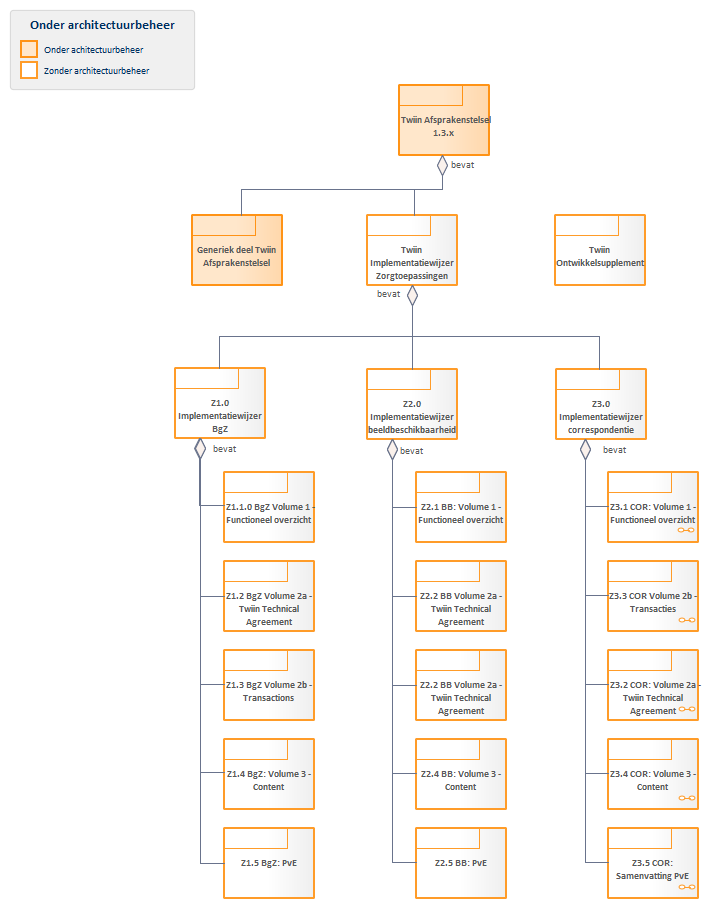 Onder architectuurbeheer
Onder achitectuurbeheer
Zonder architectuurbeheer
Twiin Afsprakenstelsel
1.3.x
bevat
Generiek deel Twiin
Afsprakenstelsel
Twiin
Implementatiewijzer
Zorgtoepassingen
Twiin
Ontwikkelsupplement
bevat
Z1.0
Implementatiewijzer
BgZ
Z2.0
Implementatiewijzer
beeldbeschikbaarheid
Z3.0
Implementatiewijzer
correspondentie
bevat
bevat
bevat
Z1.1.0 BgZ Volume 1 -
Functioneel overzicht
Z2.1 BB: Volume 1 -
Functioneel overzicht
Z3.1 COR: Volume 1 -
Functioneel overzicht
Z1.2 BgZ Volume 2a -
Twiin Technical
Agreement
Z2.2 BB Volume 2a -
Twiin Technical
Agreement
Z3.3 COR Volume 2b -
Transacties
Z1.3 BgZ Volume 2b -
Transactions
Z2.2 BB Volume 2a -
Twiin Technical
Agreement
Z3.2 COR: Volume 2a -
Twiin Technical
Agreement
Z1.4 BgZ: Volume 3 -
Content
Z2.4 BB: Volume 3 -
Content
Z3.4 COR: Volume 3 -
Content
Z1.5 BgZ: PvE
Z2.5 BB: PvE
Z3.5 COR:
Samenvatting PvE